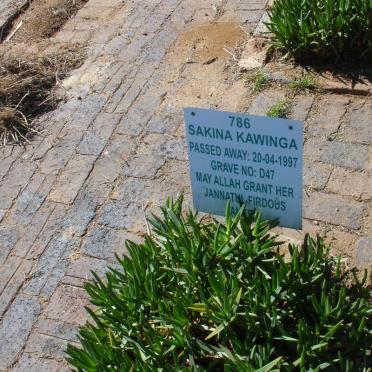 786
SAKINA KAWINGA
PASSED AWAY: 20-04-1997
GRAVE NO: D47
MAY ALLAH GRANT HER
JANNATUL-FIRDOUS